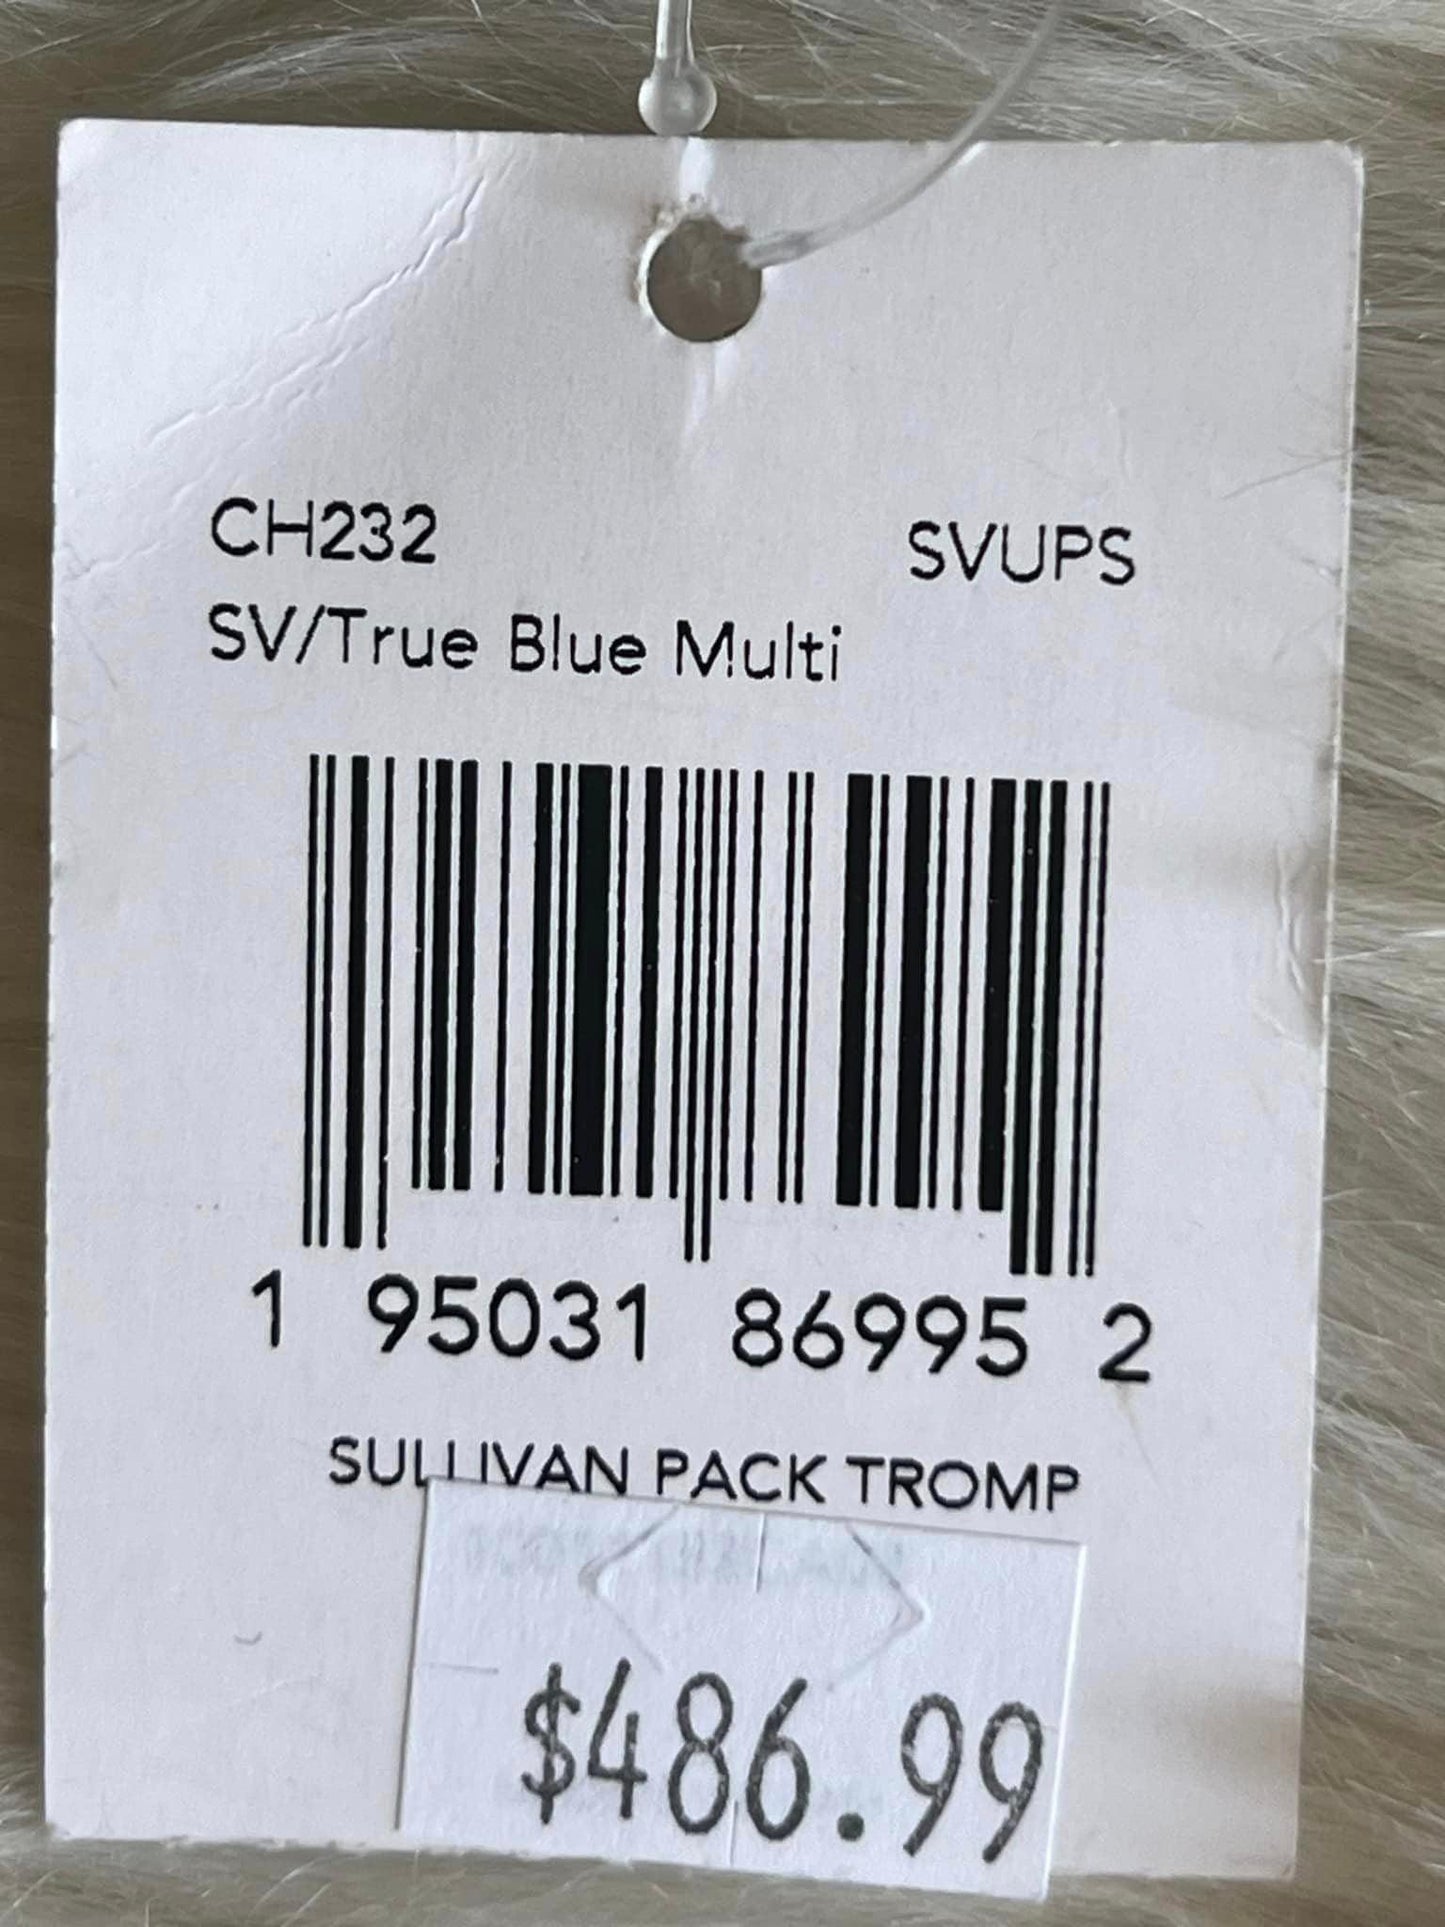 CH232 SVUPS
SV/True Blue Multi
1 95031 86995 2
SULLIVAN PACK TROMP
$486.99